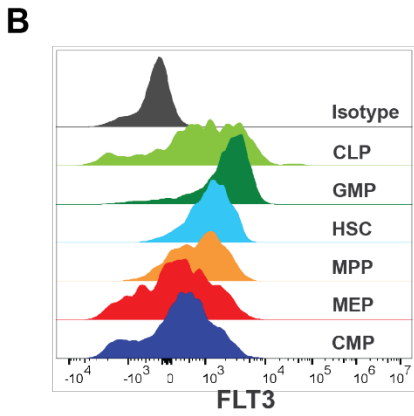 B
Isotype
CLP
GMP
HSC
MPP
MEP
CMP
-10⁴ -10³ 0 10³ 10⁴ 10⁵ 10⁶ 10⁷
FLT3